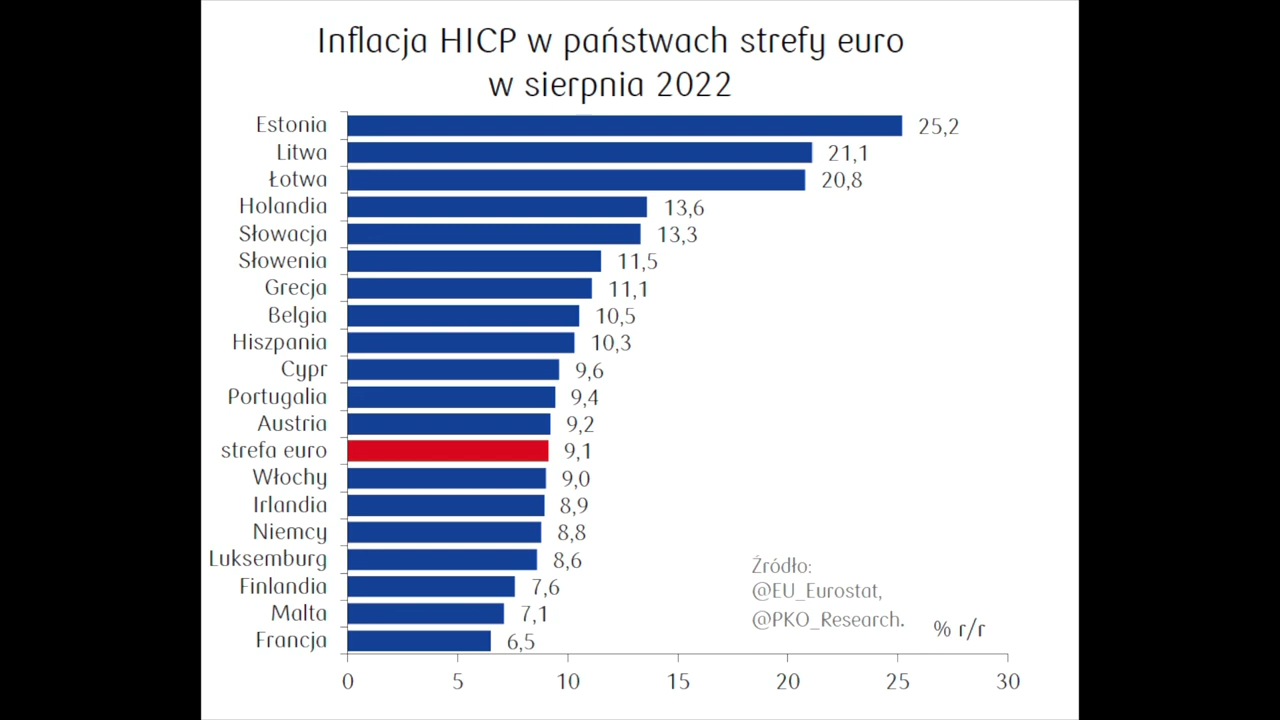 Inflacja HICP w państwach strefy euro
w sierpnia 2022
Estonia 25,2
Litwa 21,1
Łotwa 20,8
Holandia 13,6
Słowacja 13,3
Słowenia 11,5
Grecja 11,1
Belgia 10,5
Hiszpania 10,3
Cypr 9,6
Portugalia 9,4
Austria 9,2
strefa euro 9,1
Włochy 9,0
Irlandia 8,9
Niemcy 8,8
Luksemburg 8,6
Finlandia 7,6
Malta 7,1
Francja 6,5
Źródło:
@EU_Eurostat,
@PKO_Research.
% r/r
0 5 10 15 20 25 30